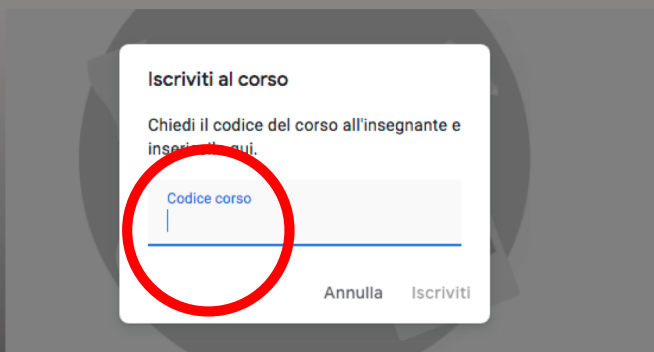 Iscriviti al corso
Chiedi il codice del corso all'insegnante e
qui.
Codice corso
Annulla Iscriviti